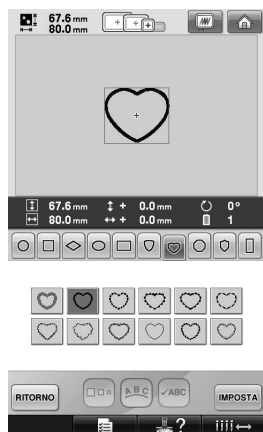 67.6 mm
80.0 mm
67.6 mm + 0.0 mm 0°
80.0 mm + 0.0 mm 1
RITORNO
ABC
ABC
IMPOSTA
?